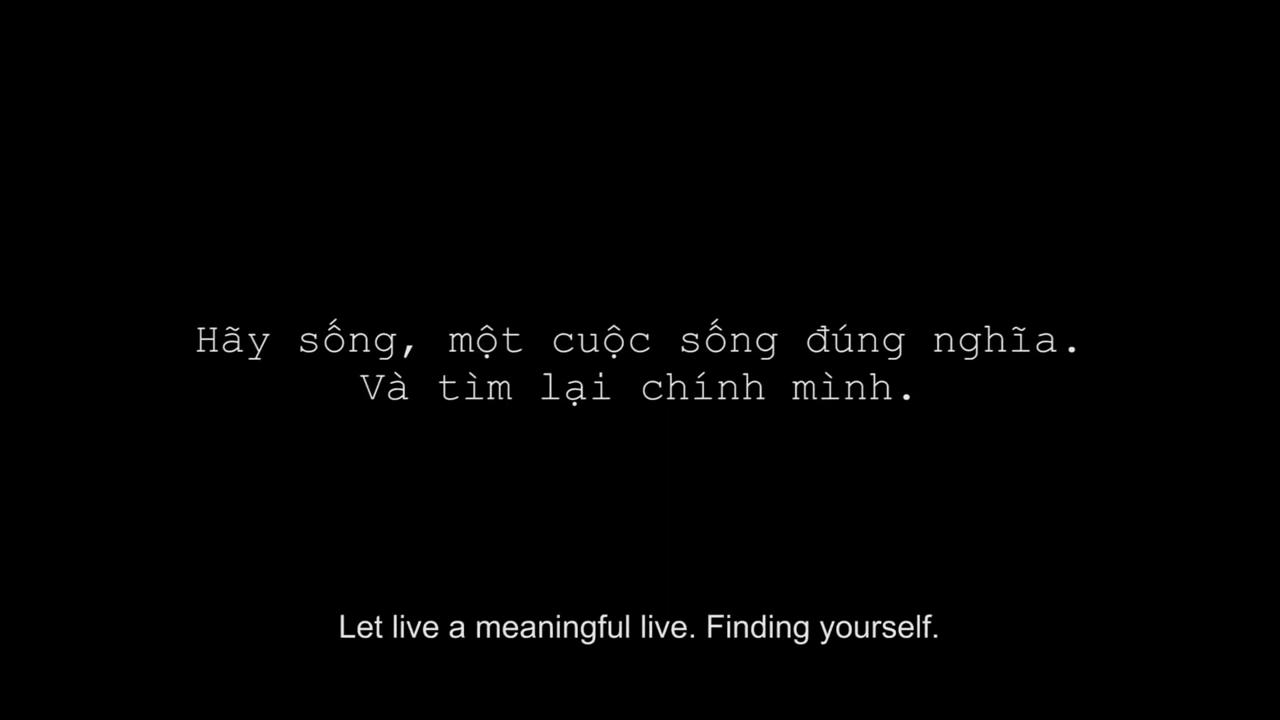 Hãy sống, một cuộc sống đúng nghĩa.
Và tìm lại chính mình.
Let live a meaningful live. Finding yourself.